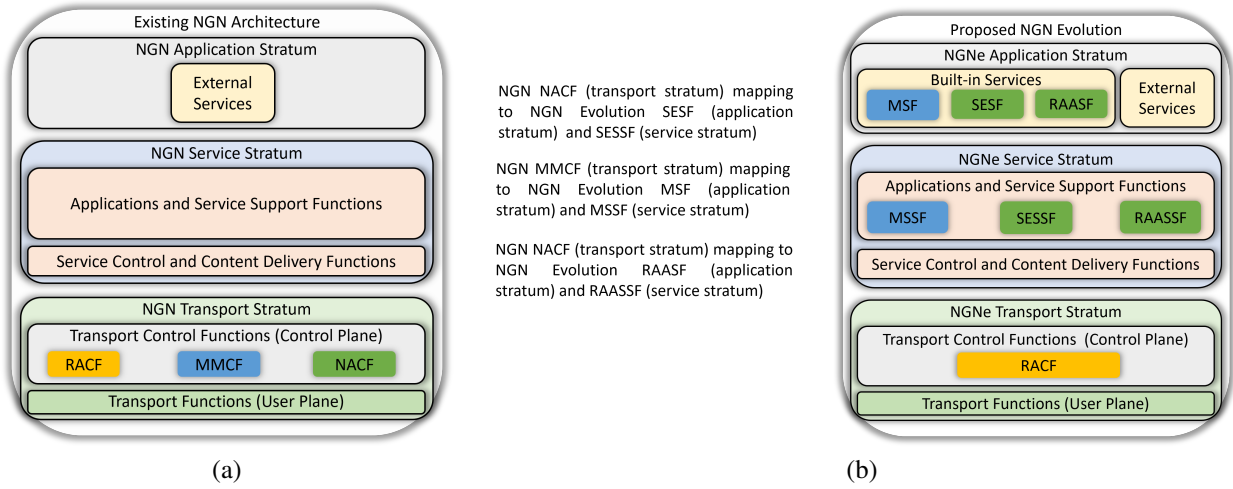 Existing NGN Architecture
NGN Application Stratum
External
Services
NGN Service Stratum
Applications and Service Support Functions
Service Control and Content Delivery Functions
NGN Transport Stratum
Transport Control Functions (Control Plane)
RACF
MMCF
NACF
Transport Functions (User Plane)
(a)
NGN NACF (transport stratum) mapping
to NGN Evolution SESF (application
stratum) and SESSF (service stratum)
NGN MMCF (transport stratum) mapping
to NGN Evolution MSF (application
stratum) and MSSF (service stratum)
NGN NACF (transport stratum) mapping to
NGN Evolution RAASF (application
stratum) and RAASSF (service stratum)
Proposed NGN Evolution
NGNe Application Stratum
Built-in Services
MSF
SESF
RAASF
External
Services
NGNe Service Stratum
Applications and Service Support Functions
MSSF
SESSF
RAASSF
Service Control and Content Delivery Functions
NGNe Transport Stratum
Transport Control Functions (Control Plane)
RACF
Transport Functions (User Plane)
(b)